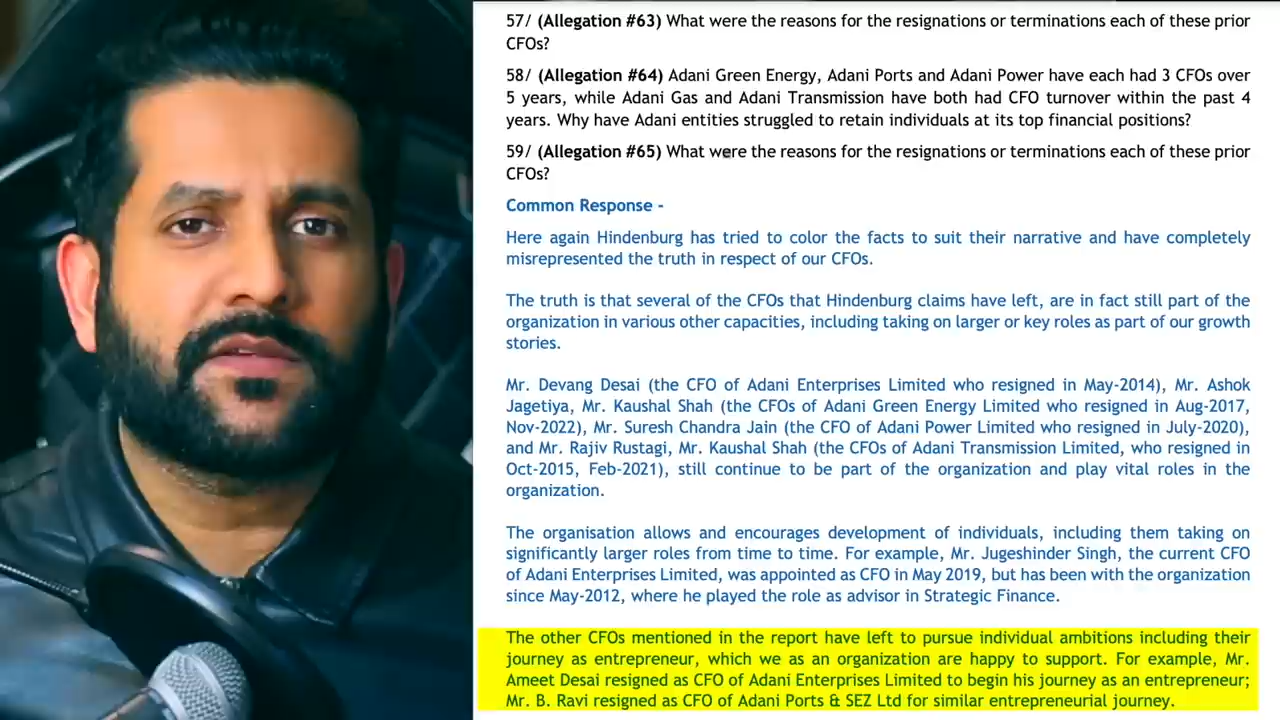 57/ (Allegation #63) What were the reasons for the resignations or terminations each of these prior
CFOs?
58/ (Allegation #64) Adani Green Energy, Adani Ports and Adani Power have each had 3 CFOs over
5 years, while Adani Gas and Adani Transmission have both had CFO turnover within the past 4
years. Why have Adani entities struggled to retain individuals at its top financial positions?
59/ (Allegation #65) What were the reasons for the resignations or terminations each of these prior
CFOs?
Common Response -
Here again Hindenburg has tried to color the facts to suit their narrative and have completely
misrepresented the truth in respect of our CFOs.
The truth is that several of the CFOs that Hindenburg claims have left, are in fact still part of the
organization in various other capacities, including taking on larger or key roles as part of our growth
stories.
Mr. Devang Desai (the CFO of Adani Enterprises Limited who resigned in May-2014), Mr. Ashok
Jagetiya, Mr. Kaushal Shah (the CFOs of Adani Green Energy Limited who resigned in Aug-2017,
Nov-2022), Mr. Suresh Chandra Jain (the CFO of Adani Power Limited who resigned in July-2020),
and Mr. Rajiv Rustagi, Mr. Kaushal Shah (the CFOs of Adani Transmission Limited, who resigned in
Oct-2015, Feb-2021), still continue to be part of the organization and play vital roles in the
organization.
The organisation allows and encourages development of individuals, including them taking on
significantly larger roles from time to time. For example, Mr. Jugeshinder Singh, the current CFO
of Adani Enterprises Limited, was appointed as CFO in May 2019, but has been with the organization
since May-2012, where he played the role as advisor in Strategic Finance.
The other CFOs mentioned in the report have left to pursue individual ambitions including their
journey as entrepreneur, which we as an organization are happy to support. For example, Mr.
Ameet Desai resigned as CFO of Adani Enterprises Limited to begin his journey as an entrepreneur;
Mr. B. Ravi resigned as CFO of Adani Ports & SEZ Ltd for similar entrepreneurial journey.